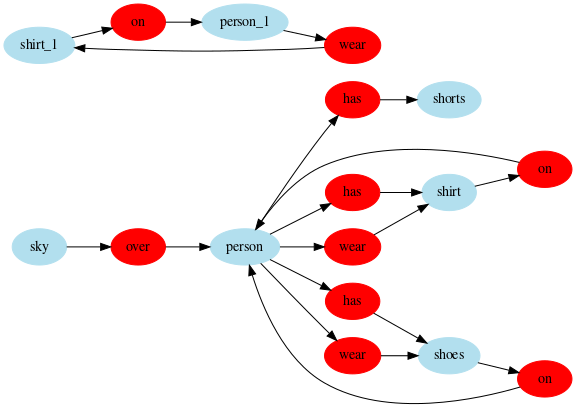 on
person_1
shirt_1
wear
has
shorts
on
has
shirt
sky
over
person
wear
has
wear
shoes
on